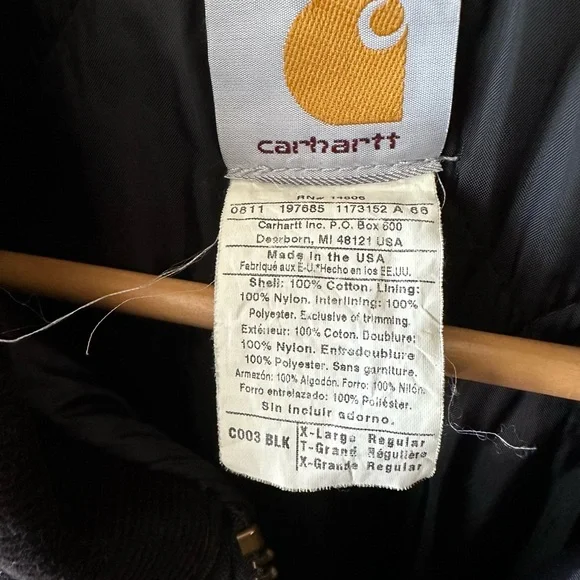 carhartt
RN# 14806
0811 197685 1173152 A 66
Carhartt Inc. P.O. Box 600
Dearborn, MI 48121 USA
Made in the USA
Fabriqué aux É-U.*Hecho en los EE.UU.
Shell: 100% Cotton. Lining:
100% Nylon. Interlining: 100%
Polyester. Exclusive of trimming.
Extérieur: 100% Coton. Doublure:
100% Nylon. Entredoublure
100% Polyester. Sans garniture.
Armazón: 100% Algodón. Forro: 100% Nilón.
Forro entrelazado: 100% Poliéster.
Sin incluir adorno.
C003 BLK
X-Large Regular
T-Grand Régulière
X-Grande Regular